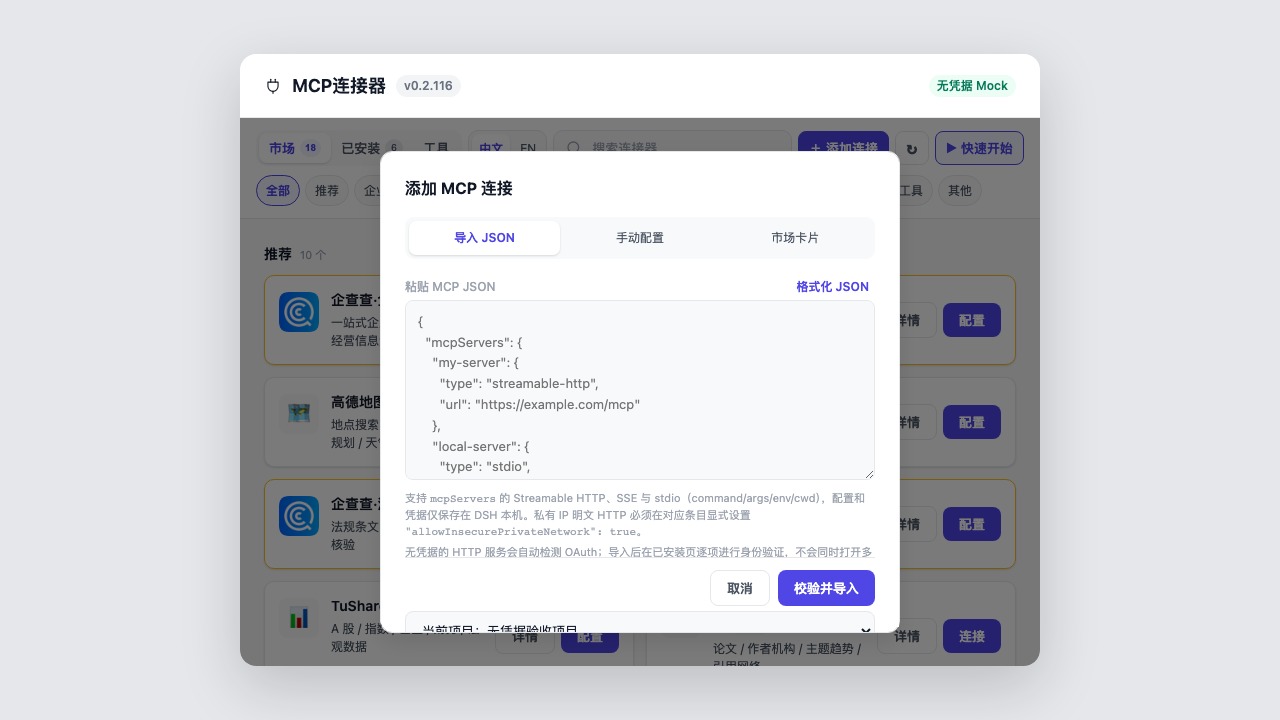 MCP连接器 v0.2.116 无凭据 Mock
市场 18 已安装 6 工具 中文 EN 搜索连接器 + 添加连接 ↻ ▶ 快速开始
全部 推荐 工具 其他
添加 MCP 连接
导入 JSON 手动配置 市场卡片
推荐 10 个
粘贴 MCP JSON 格式化 JSON
{
"mcpServers": {
"my-server": {
"type": "streamable-http",
"url": "https://example.com/mcp"
},
"local-server": {
"type": "stdio",
支持 mcpServers 的 Streamable HTTP、SSE 与 stdio（command/args/env/cwd），配置和
凭据仅保存在 DSH 本机。私有 IP 明文 HTTP 必须在对应条目显式设置
"allowInsecurePrivateNetwork": true。
无凭据的 HTTP 服务会自动检测 OAuth；导入后在已安装页逐项进行身份验证，不会同时打开多
取消 校验并导入
当前项目：无凭据验收项目
企查查·
一站式企
经营信息
详情 配置
高德地图
地点搜索
规划 / 天
详情 配置
企查查·
法规条文
核验
详情 配置
TuShar
A 股 / 指数
观数据
详情 配置
论文 / 作者机构 / 主题趋势 /
引用网络
详情 连接